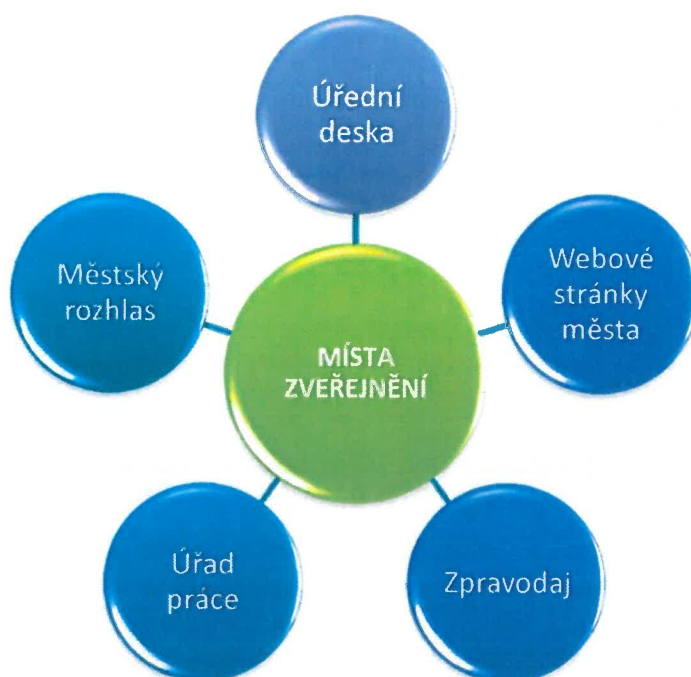 Úřední
deska
Webové
stránky
města
Městský
rozhlas
MÍSTA
ZVEŘEJNĚNÍ
Úřad
práce
Zpravodaj